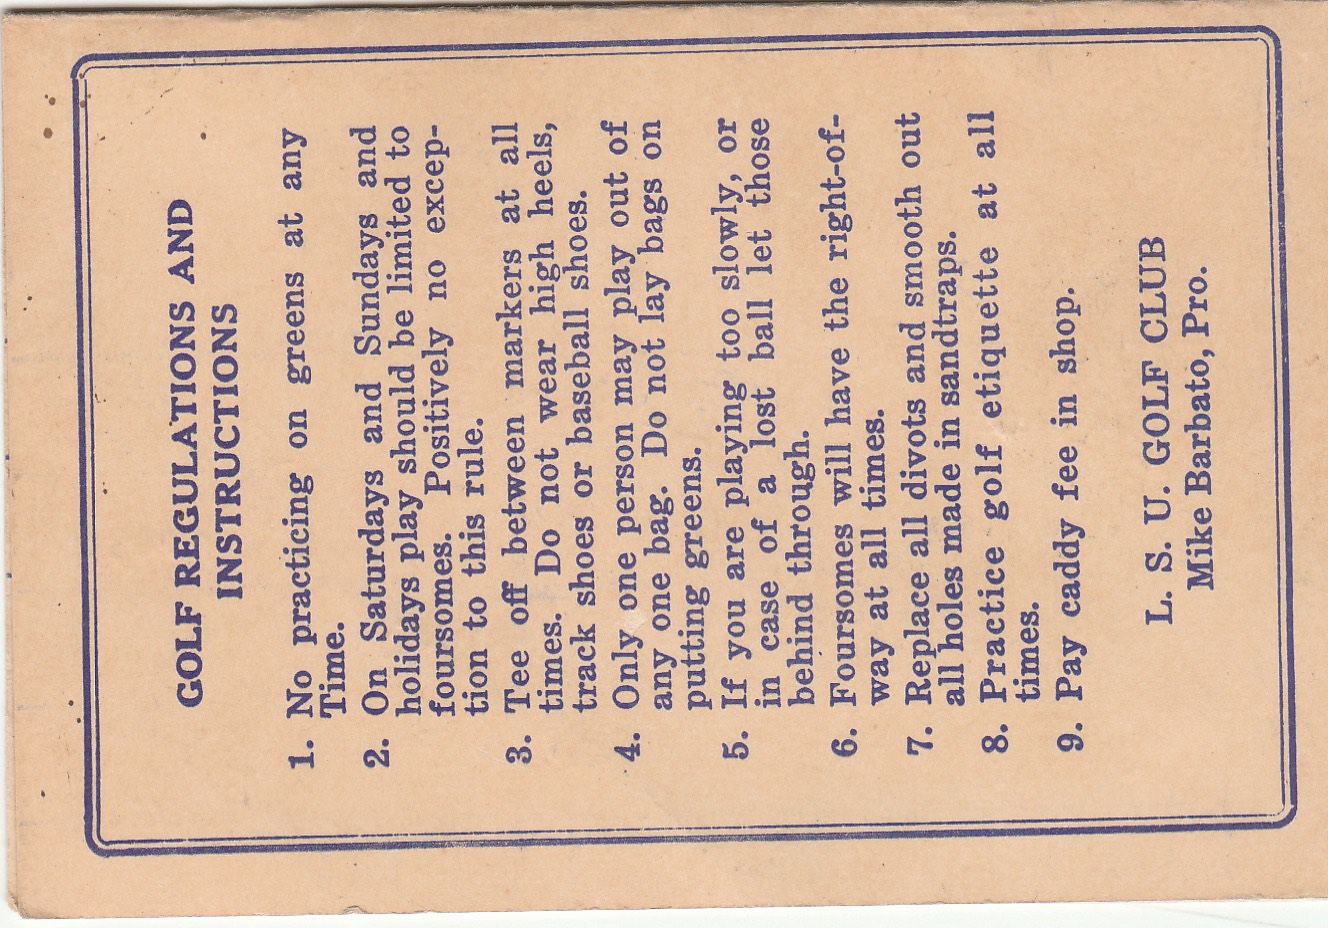 GOLF REGULATIONS AND
INSTRUCTIONS
1. No practicing on greens at any
Time.
2. On Saturdays and Sundays and
holidays play should be limited to
foursomes. Positively no excep-
tion to this rule.
3. Tee off between markers at all
times. Do not wear high heels,
track shoes or baseball shoes.
4. Only one person may play out of
any one bag. Do not lay bags on
putting greens.
5. If you are playing too slowly, or
in case of a lost ball let those
behind through.
6. Foursomes will have the right-of-
way at all times.
7. Replace all divots and smooth out
all holes made in sandtraps.
8. Practice golf etiquette at all
times.
9. Pay caddy fee in shop.
L. S. U. GOLF CLUB
Mike Barbato, Pro.